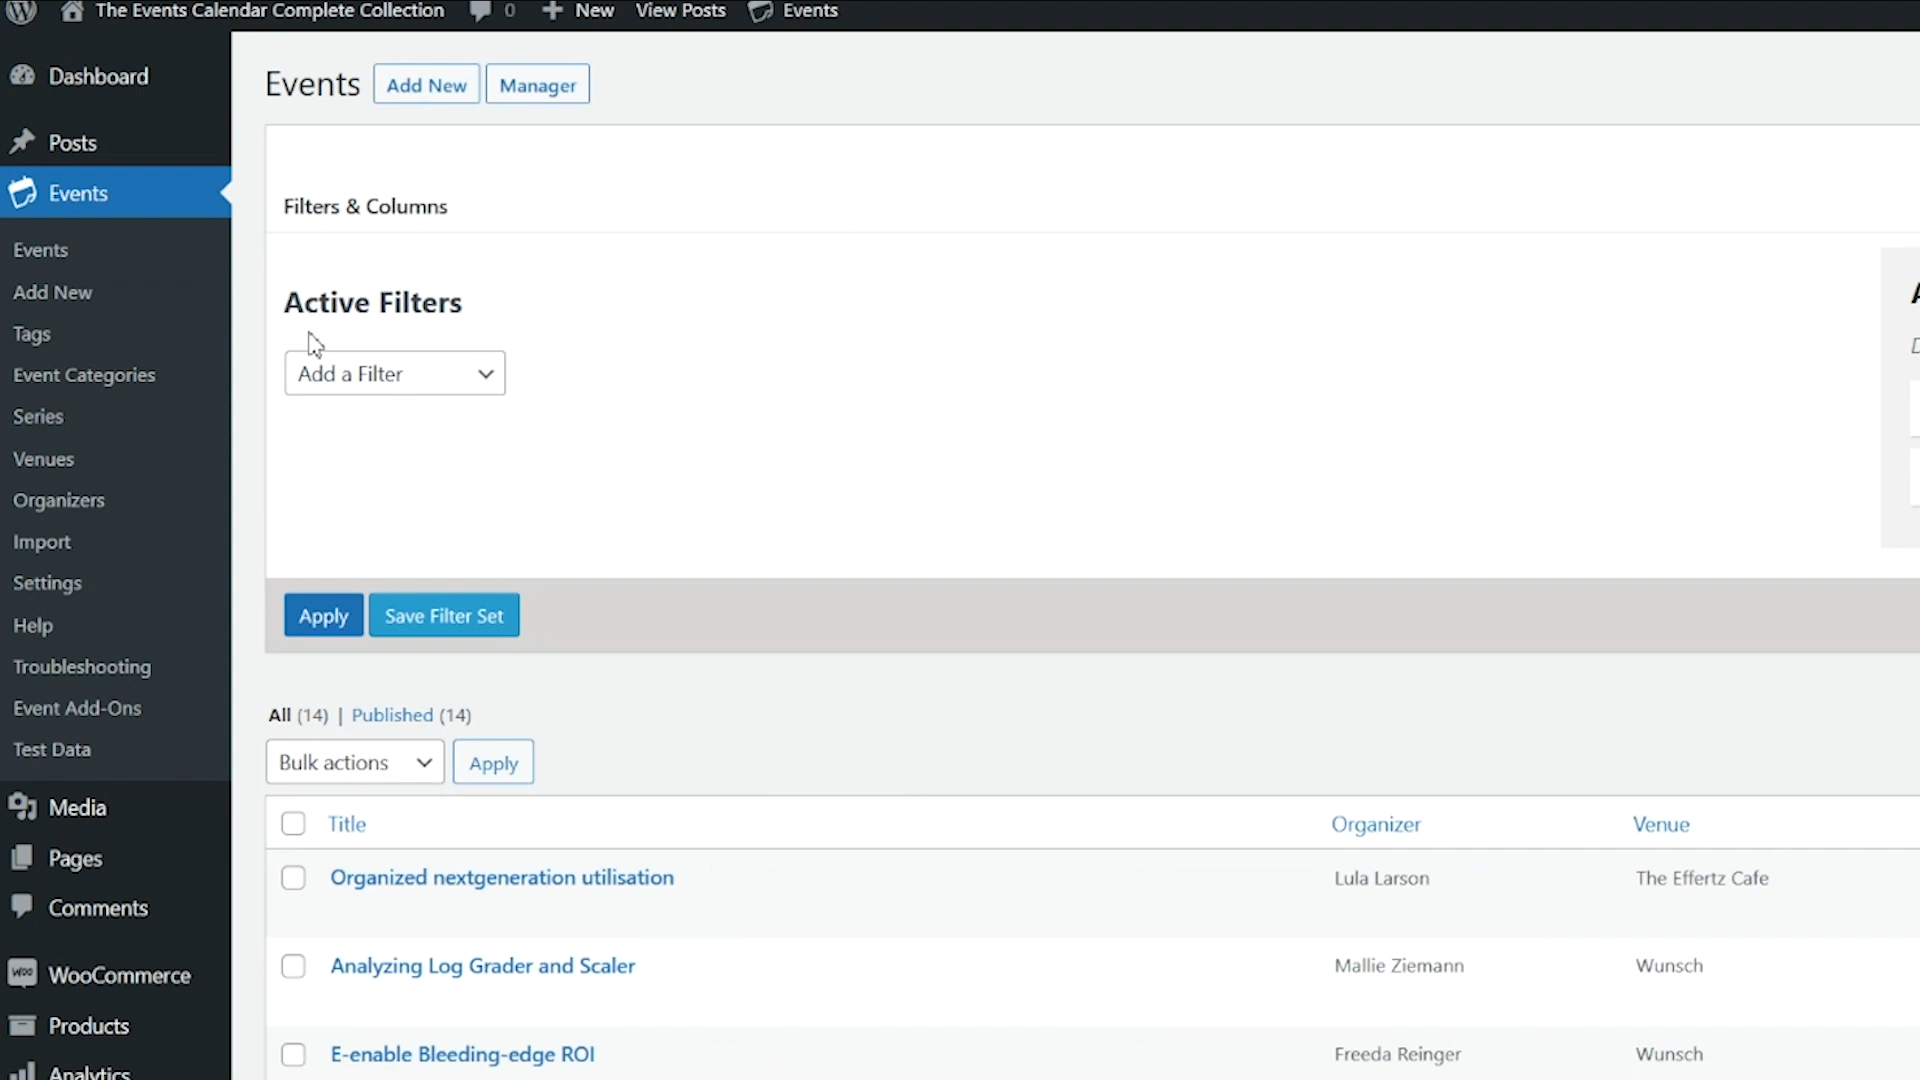 The Events Calendar Complete Collection 0 New View Posts Events
Dashboard
Posts
Events
Events
Add New
Tags
Event Categories
Series
Venues
Organizers
Import
Settings
Help
Troubleshooting
Event Add-Ons
Test Data
Media
Pages
Comments
WooCommerce
Products
Analytics
Events Add New Manager
Filters & Columns
Active Filters
Add a Filter
Apply Save Filter Set
All (14) | Published (14)
Bulk actions Apply
Title Organizer Venue
Organized nextgeneration utilisation Lula Larson The Effertz Cafe
Analyzing Log Grader and Scaler Mallie Ziemann Wunsch
E-enable Bleeding-edge ROI Freeda Reinger Wunsch